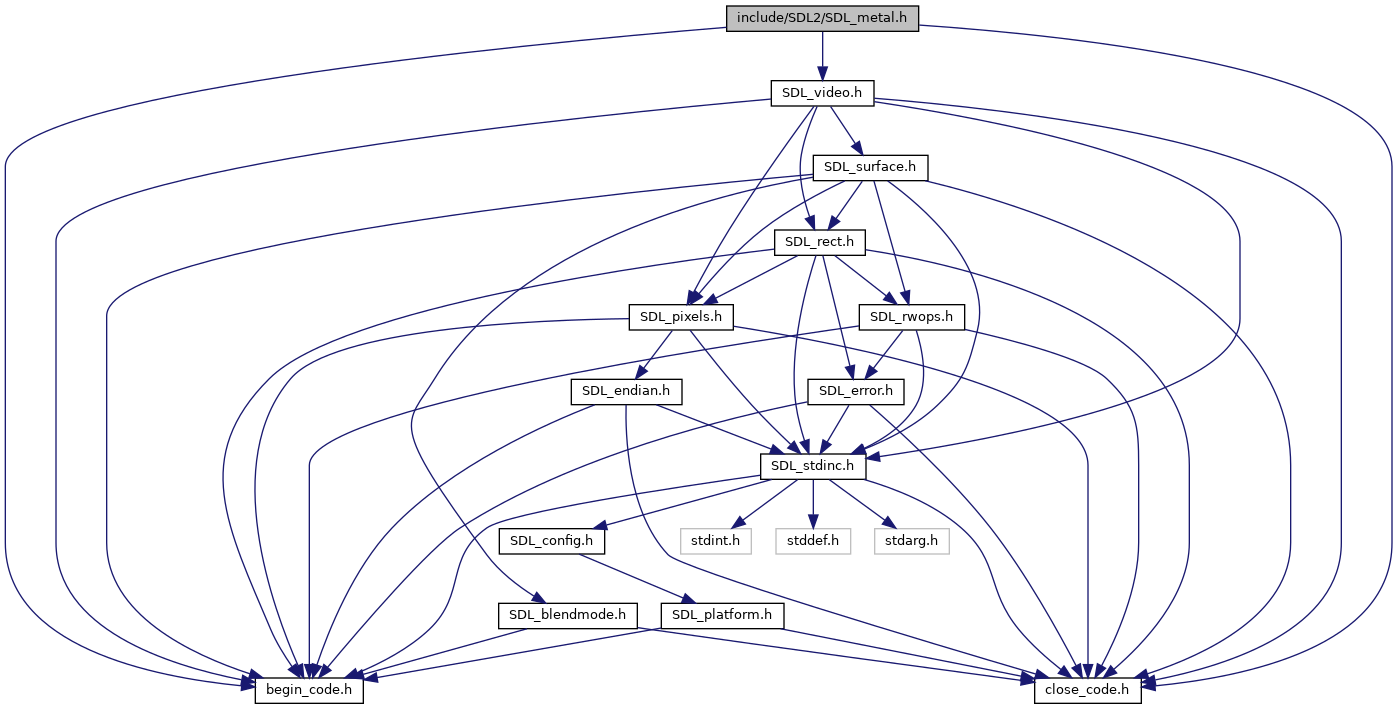 include/SDL2/SDL_metal.h
SDL_video.h
SDL_surface.h
SDL_rect.h
SDL_pixels.h
SDL_rwops.h
SDL_endian.h
SDL_error.h
SDL_stdinc.h
SDL_config.h
stdint.h
stddef.h
stdarg.h
SDL_blendmode.h
SDL_platform.h
begin_code.h
close_code.h